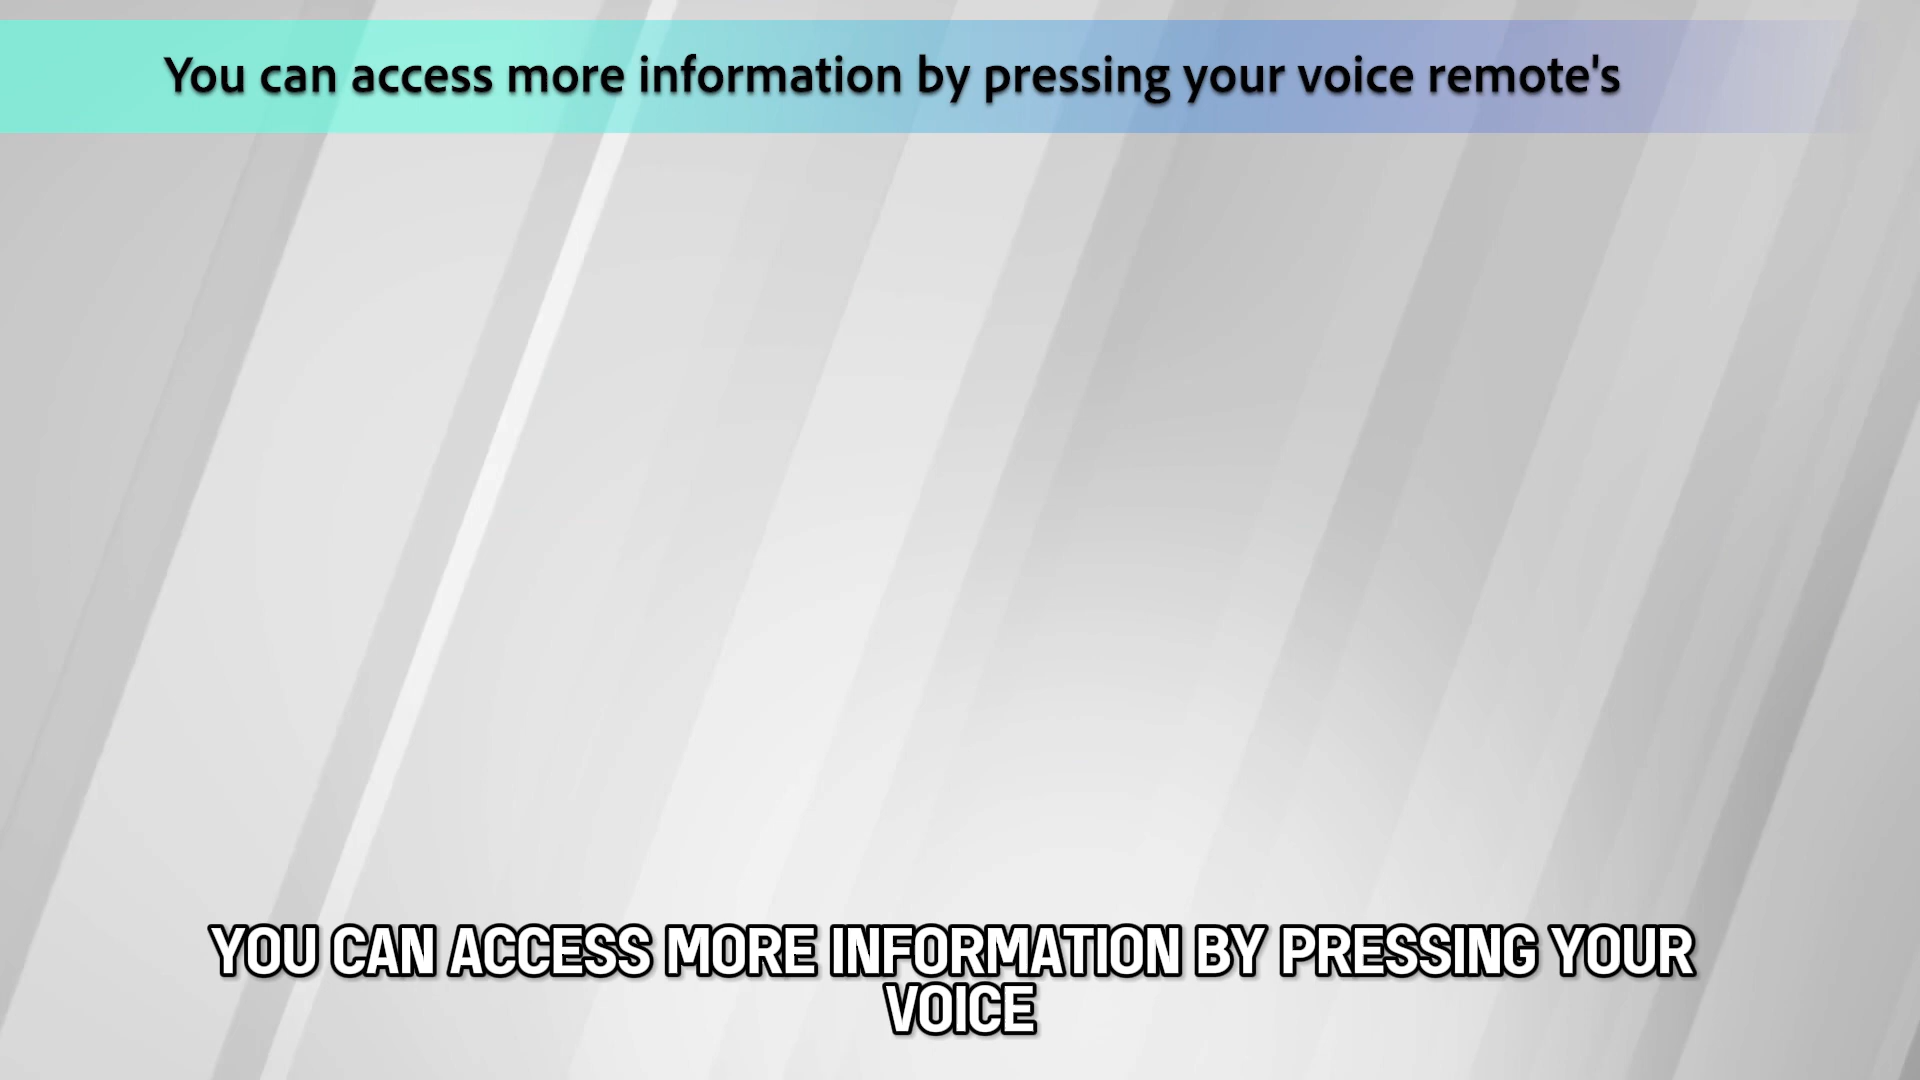 You can access more information by pressing your voice remote's
YOU CAN ACCESS MORE INFORMATION BY PRESSING YOUR
VOICE